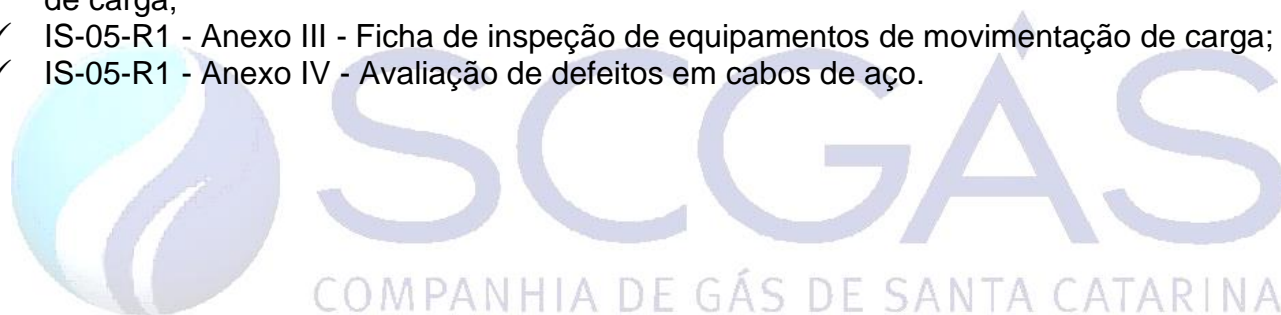 de carga;
✓ IS-05-R1 - Anexo III - Ficha de inspeção de equipamentos de movimentação de carga;
✓ IS-05-R1 - Anexo IV - Avaliação de defeitos em cabos de aço.
SCGÁS
COMPANHIA DE GÁS DE SANTA CATARINA